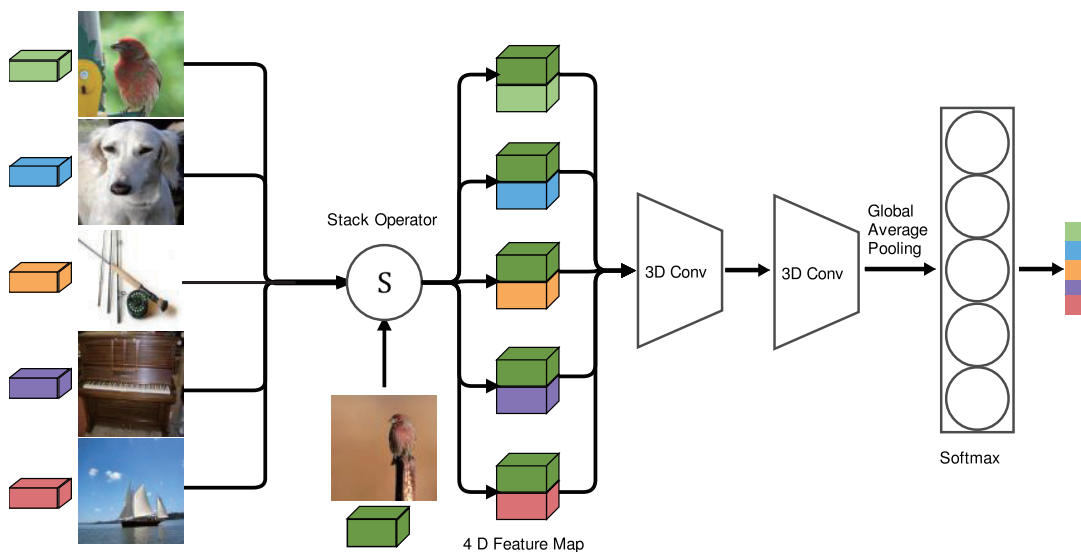 Stack Operator
S
4 D Feature Map
3D Conv
3D Conv
Global
Average
Pooling
Softmax